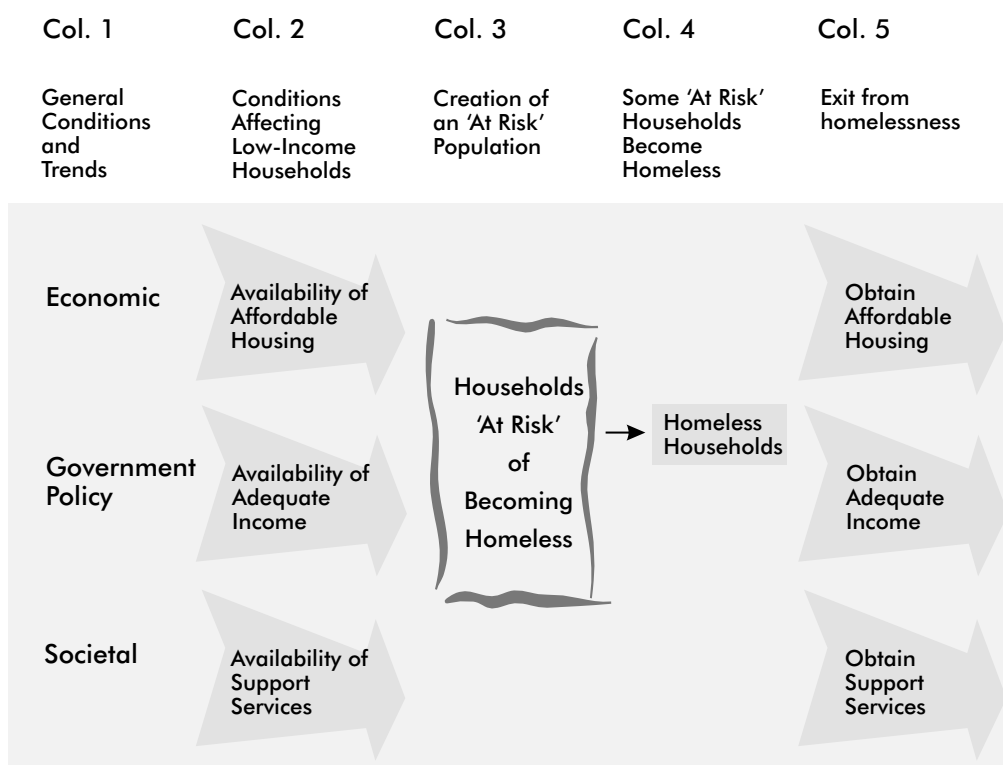 Col. 1
Col. 2
Col. 3
Col. 4
Col. 5
General
Conditions
and
Trends
Conditions
Affecting
Low-Income
Households
Creation of
an ‘At Risk’
Population
Some ‘At Risk’
Households
Become
Homeless
Exit from
homelessness
Economic
Availability of
Affordable
Housing
Government
Policy
Availability of
Adequate
Income
Societal
Availability of
Support
Services
Households
‘At Risk’
of
Becoming
Homeless
Homeless
Households
Obtain
Affordable
Housing
Obtain
Adequate
Income
Obtain
Support
Services